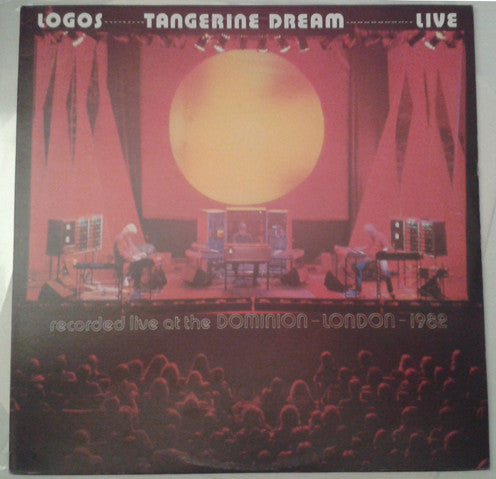 LOGOS........TANGERINE DREAM..............LIVE
recorded live at the DOMINION - LONDON - 1982